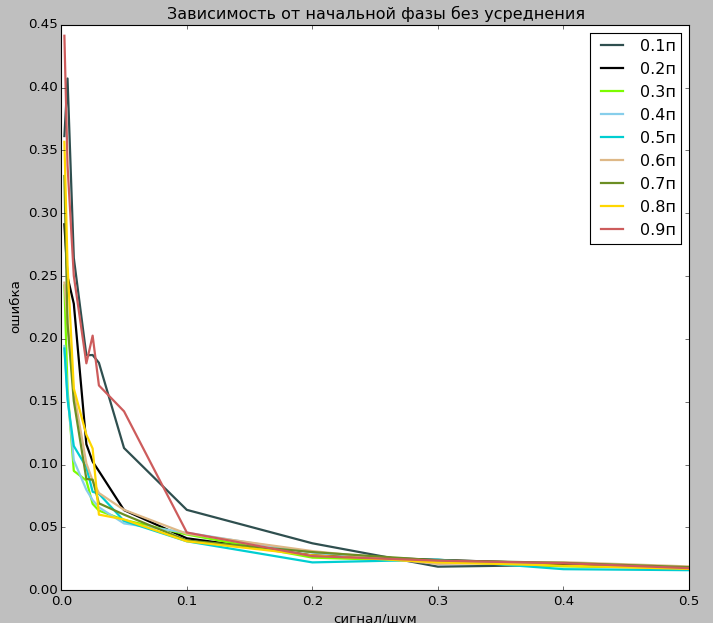 Зависимость от начальной фазы без усреднения
0.45
0.40
0.35
0.30
0.25
0.20
0.15
0.10
0.05
0.00
ошибка
0.0 0.1 0.2 0.3 0.4 0.5
сигнал/шум
0.1п
0.2п
0.3п
0.4п
0.5п
0.6п
0.7п
0.8п
0.9п